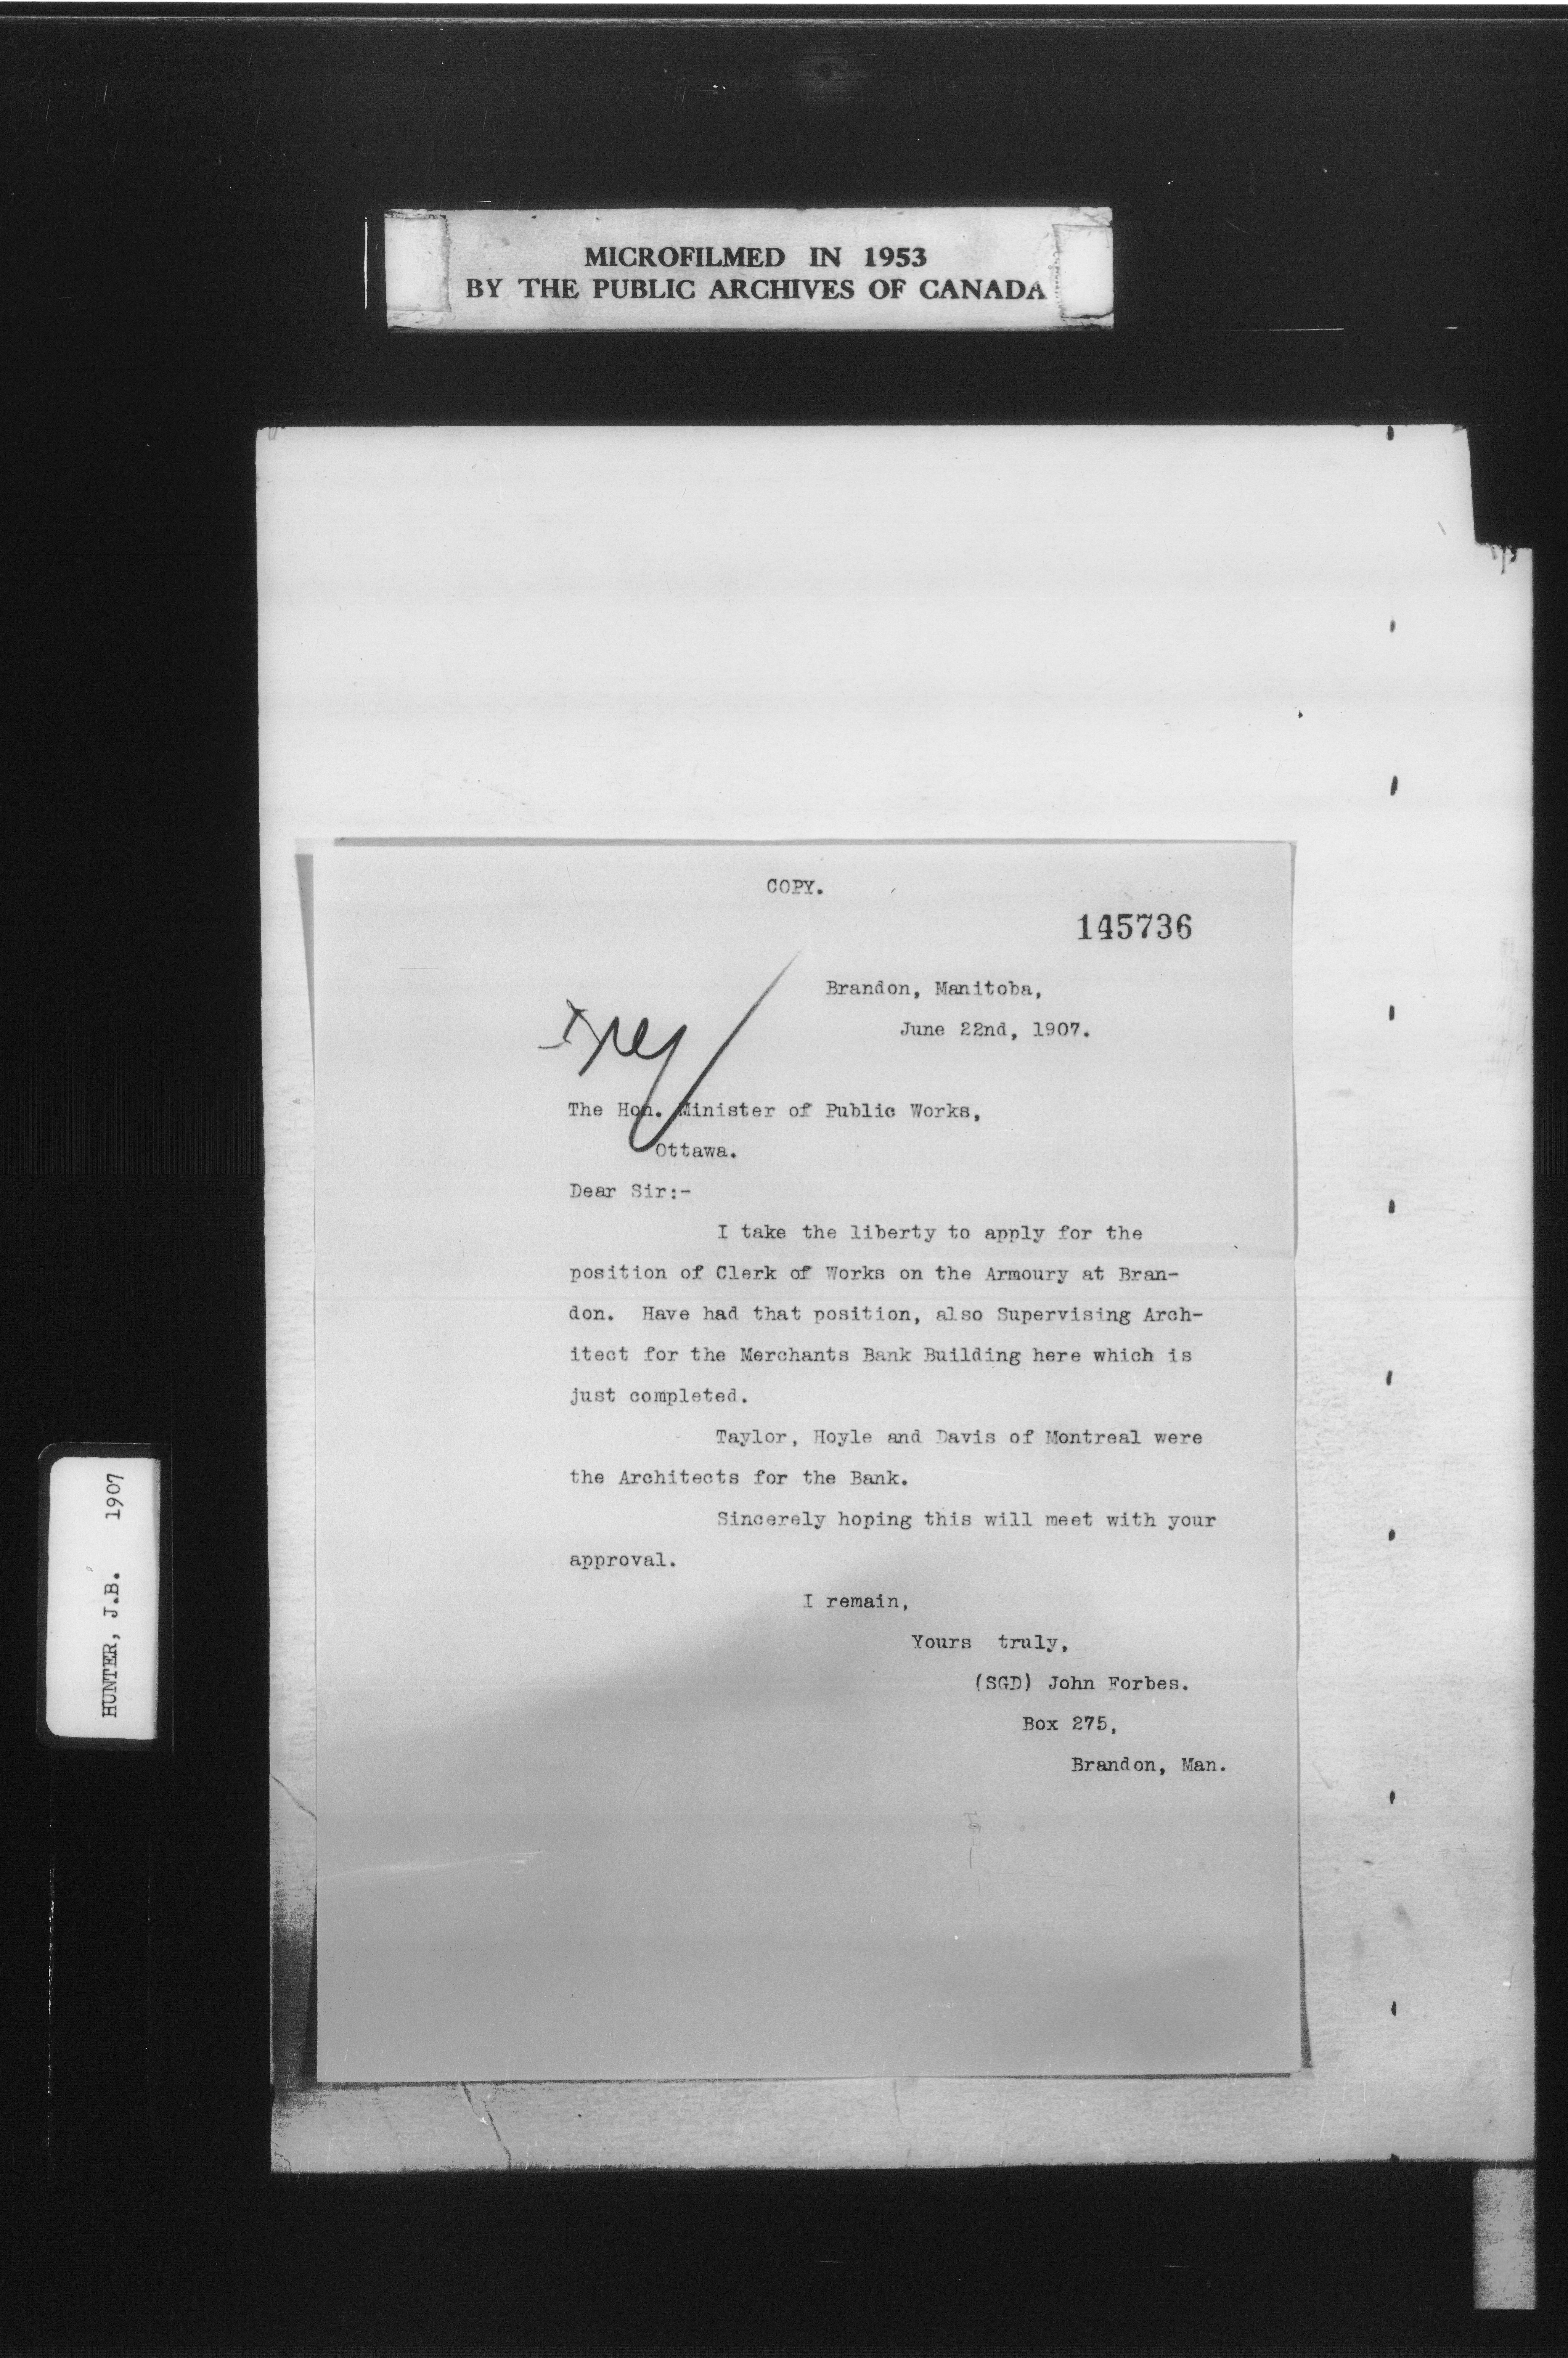 MICROFILMED IN 1953
BY THE PUBLIC ARCHIVES OF CANADA
COPY.
145736
Brandon, Manitoba,
June 22nd, 1907.
The Hon. Minister of Public Works,
Ottawa.
Dear Sir:-
I take the liberty to apply for the
position of Clerk of Works on the Armoury at Bran-
don. Have had that position, also Supervising Arch-
itect for the Merchants Bank Building here which is
just completed.
Taylor, Hoyle and Davis of Montreal were
the Architects for the Bank.
Sincerely hoping this will meet with your
approval.
I remain,
Yours truly,
(SGD) John Forbes.
Box 275,
Brandon, Man.
HUNTER, J.B. 1907